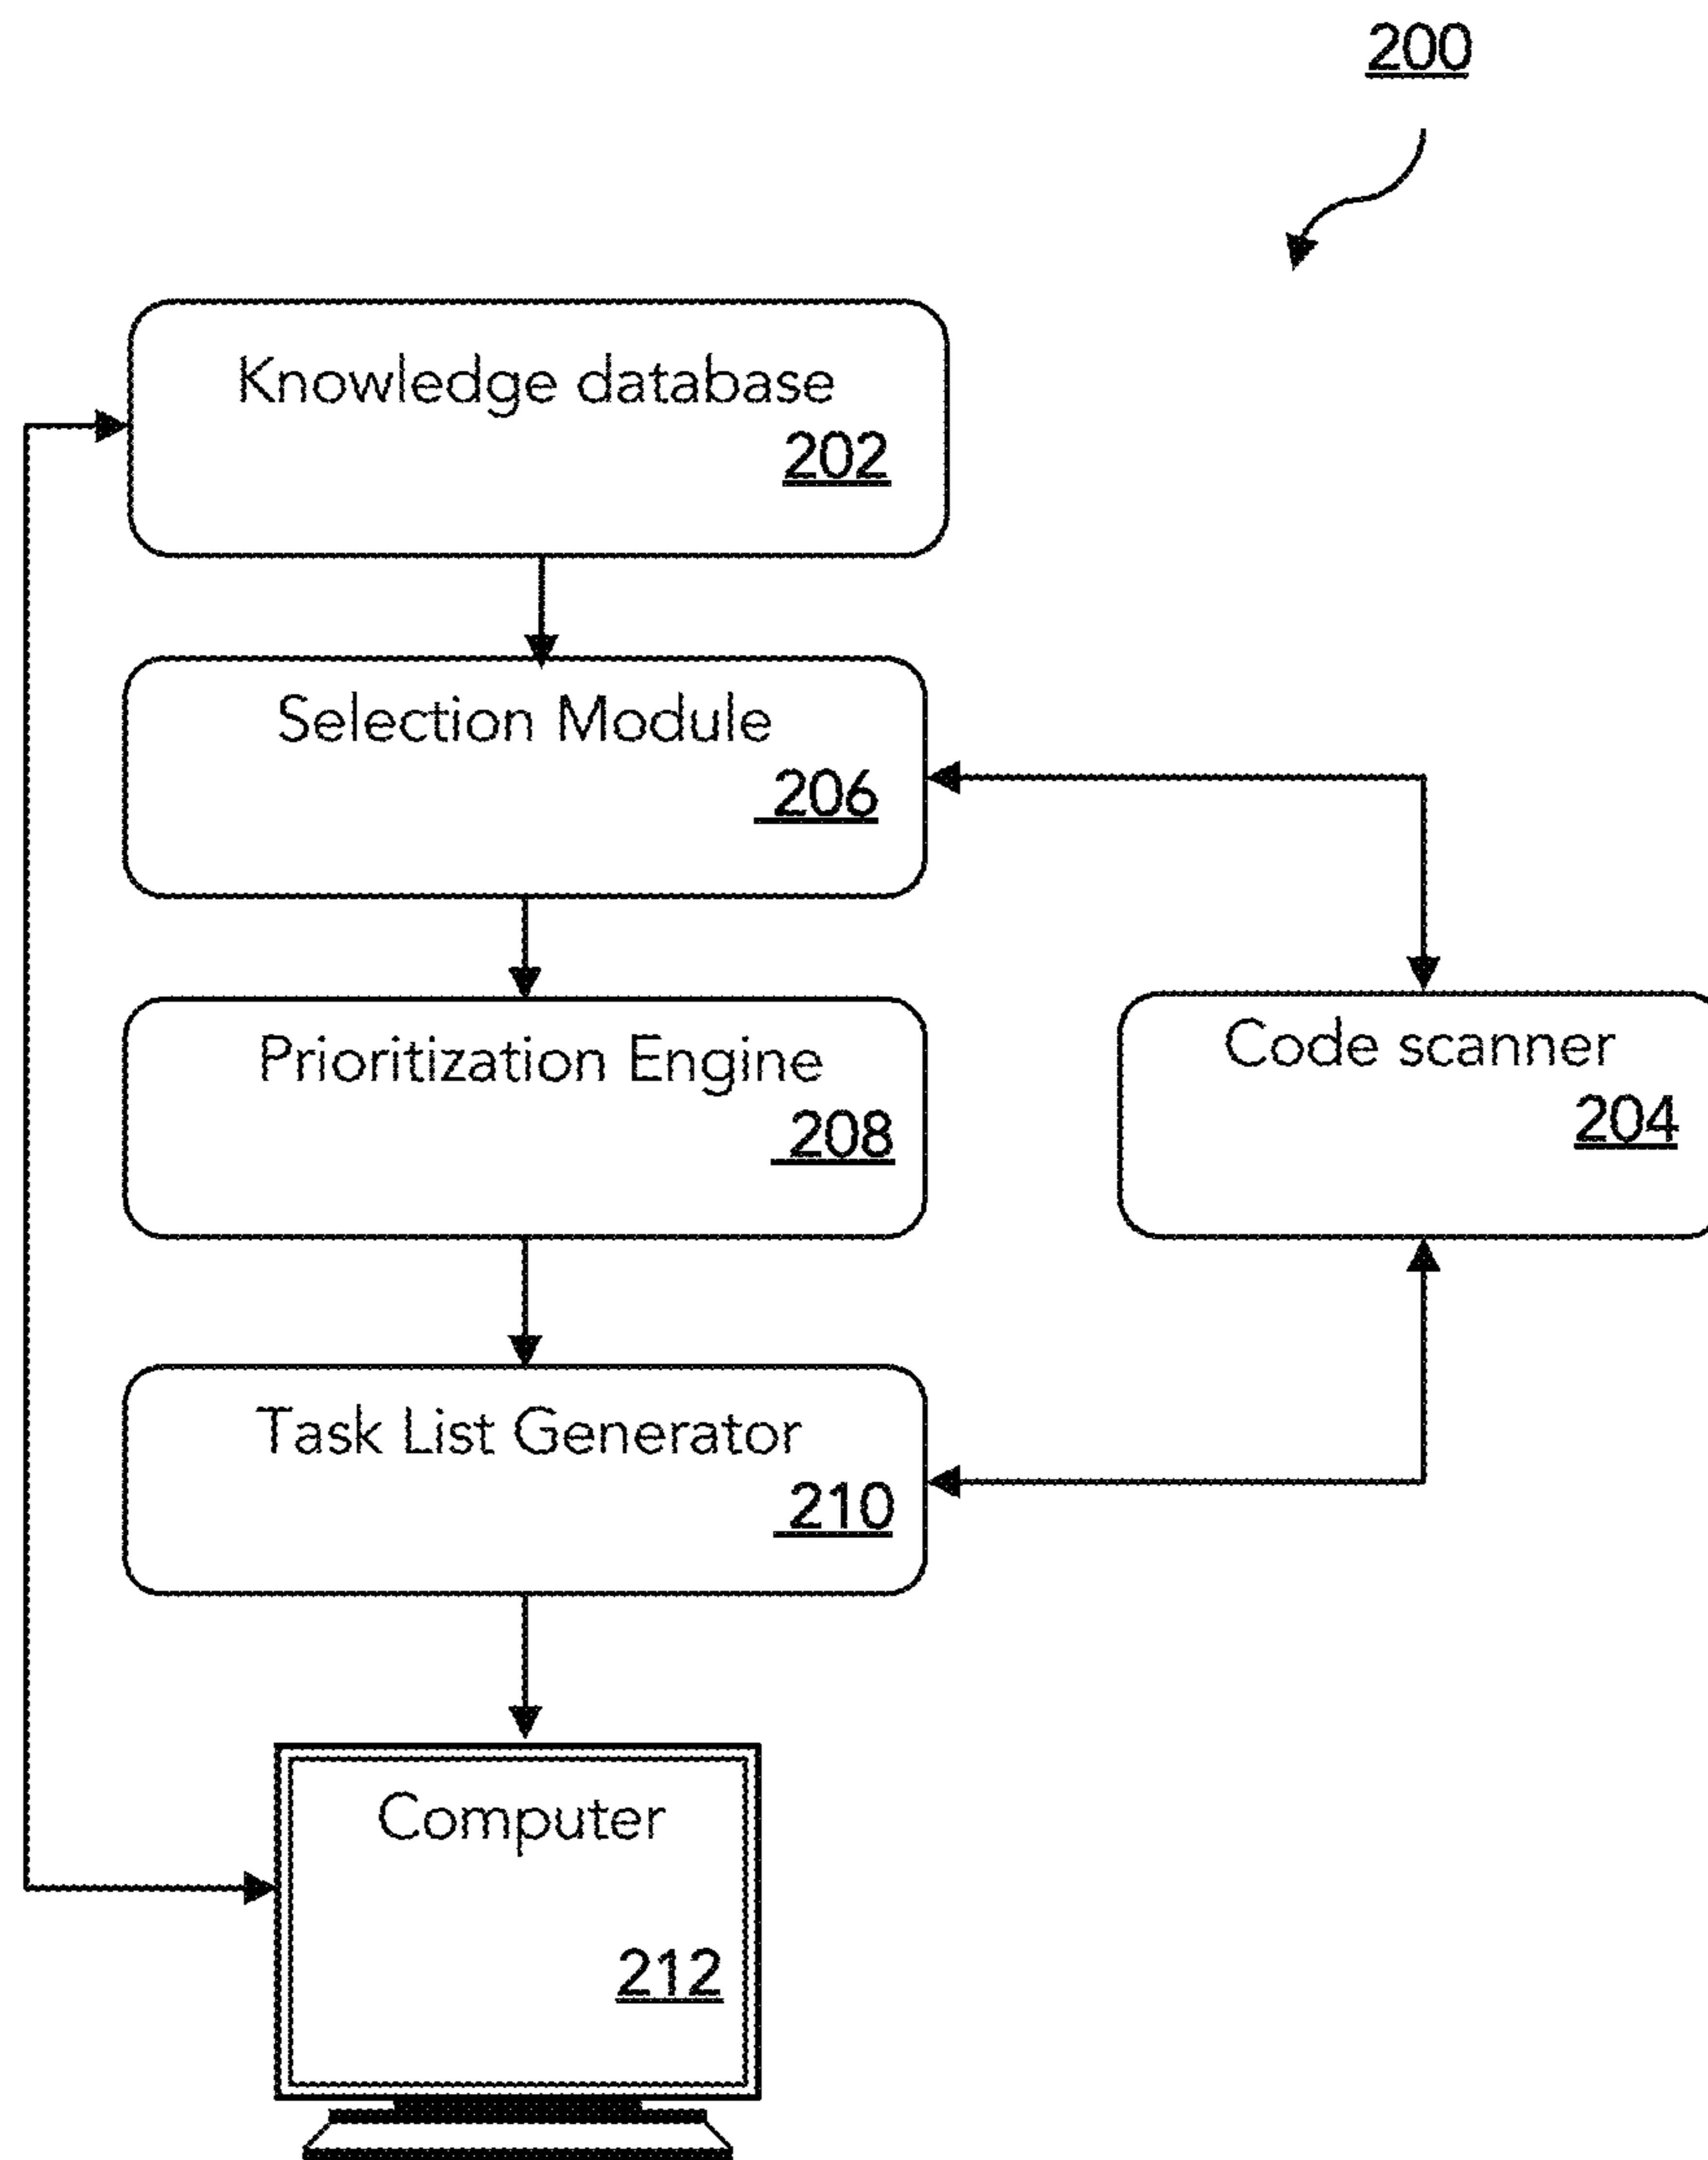 200
Knowledge database
202
Selection Module
206
Prioritization Engine
208
Code scanner
204
Task List Generator
210
Computer
212